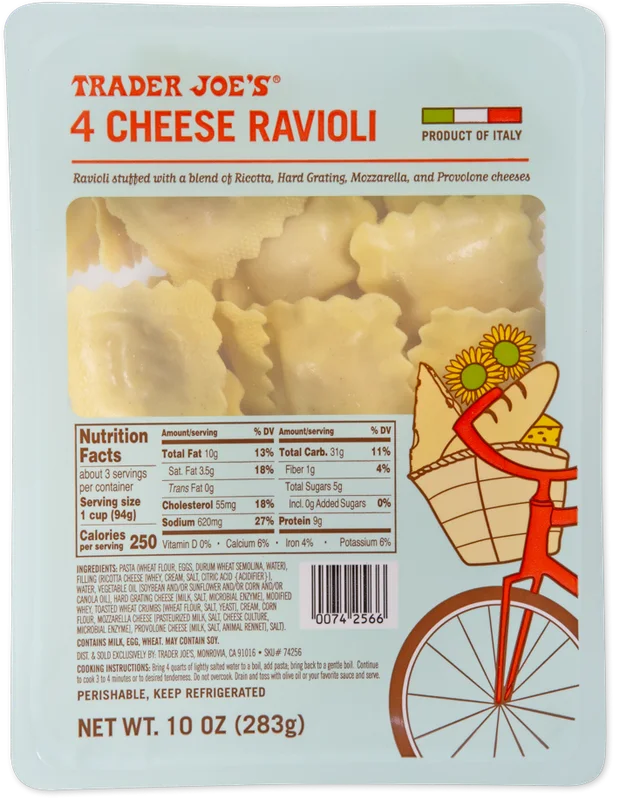 TRADER JOE'S®
4 CHEESE RAVIOLI
PRODUCT OF ITALY
Ravioli stuffed with a blend of Ricotta, Hard Grating, Mozzarella, and Provolone cheeses
Nutrition
Facts
about 3 servings
per container
Serving size
1 cup (94g)
Calories
per serving 250
Amount/serving % DV
Total Fat 10g 13%
Sat. Fat 3.5g 18%
Trans Fat 0g
Cholesterol 55mg 18%
Sodium 620mg 27%
Amount/serving % DV
Total Carb. 31g 11%
Fiber 1g 4%
Total Sugars 5g
Incl. 0g Added Sugars 0%
Protein 9g
Vitamin D 0% • Calcium 6% • Iron 4% • Potassium 6%
INGREDIENTS: PASTA (WHEAT FLOUR, EGGS, DURUM WHEAT SEMOLINA, WATER),
FILLING (RICOTTA CHEESE [WHEY, CREAM, SALT, CITRIC ACID -{ACIDIFIER}-],
WATER, VEGETABLE OIL (SOYBEAN AND/OR SUNFLOWER AND/OR CORN AND/OR
CANOLA OIL), HARD GRATING CHEESE (MILK, SALT, MICROBIAL ENZYME), MODIFIED
WHEY, TOASTED WHEAT CRUMBS (WHEAT FLOUR, SALT, YEAST), CREAM, CORN
FLOUR, MOZZARELLA CHEESE (PASTEURIZED MILK, SALT, CHEESE CULTURE,
MICROBIAL ENZYME), PROVOLONE CHEESE (MILK, SALT, ANIMAL RENNET), SALT).
CONTAINS MILK, EGG, WHEAT. MAY CONTAIN SOY.
DIST. & SOLD EXCLUSIVELY BY: TRADER JOE'S, MONROVIA, CA 91016 • SKU# 74256
COOKING INSTRUCTIONS: Bring 4 quarts of lightly salted water to a boil, add pasta, bring back to a gentle boil. Continue
to cook 3 to 4 minutes or to desired tenderness. Do not overcook. Drain and toss with olive oil or your favorite sauce and serve.
0074 2566
PERISHABLE, KEEP REFRIGERATED
NET WT. 10 OZ (283g)